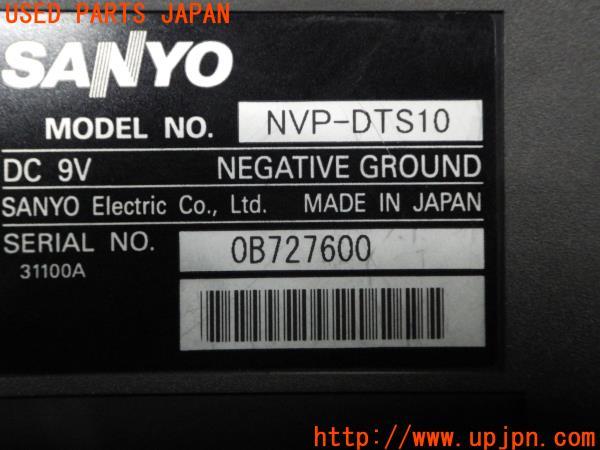 USED PARTS JAPAN
SANYO
MODEL NO. NVP-DTS10
DC 9V NEGATIVE GROUND
SANYO Electric Co., Ltd. MADE IN JAPAN
SERIAL NO. 0B727600
31100A
http://www.upjpn.com